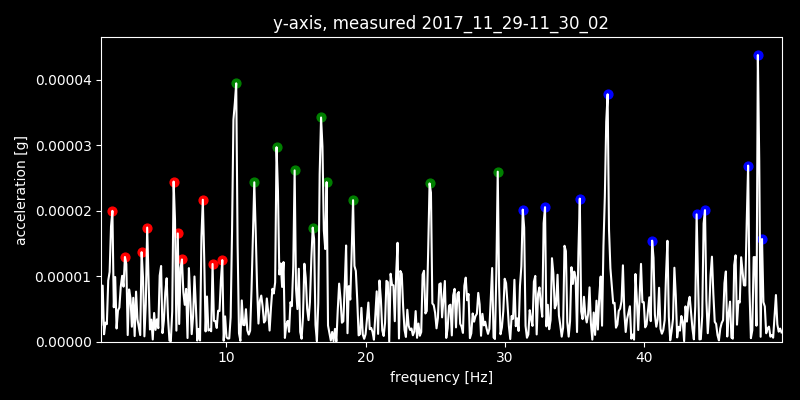 y-axis, measured 2017_11_29-11_30_02
0.00004
0.00003
0.00002
0.00001
0.00000
acceleration [g]
10 20 30 40
frequency [Hz]